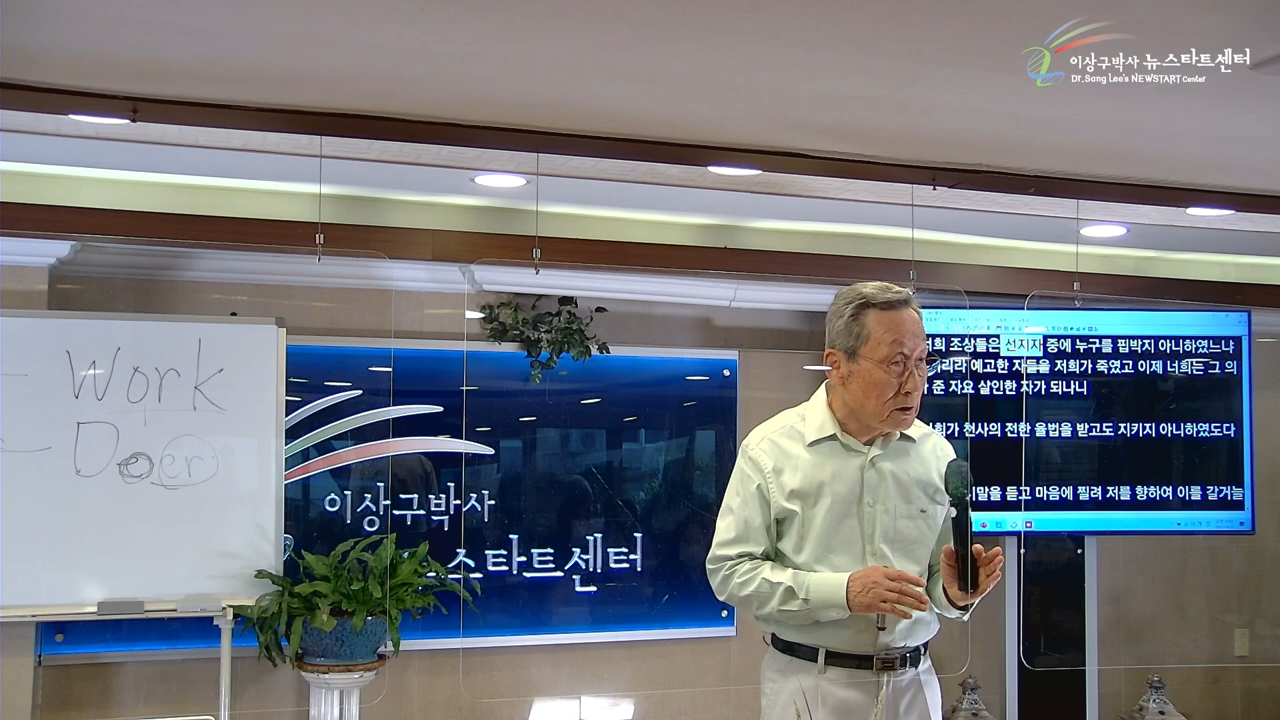 이상구박사 뉴스타트센터
Dr. Sang Lee's NEWSTART Center
Work
Doer
이상구박사
스타트센터
너희 조상들은 선지자 중에 누구를 핍박지 아니하였느냐
예고한 자들을 저희가 죽였고 이제 너희는 그 의
준 자요 살인한 자가 되나니
천사의 전한 율법을 받고도 지키지 아니하였도다
말을 듣고 마음에 찔려 저를 향하여 이를 갈거늘